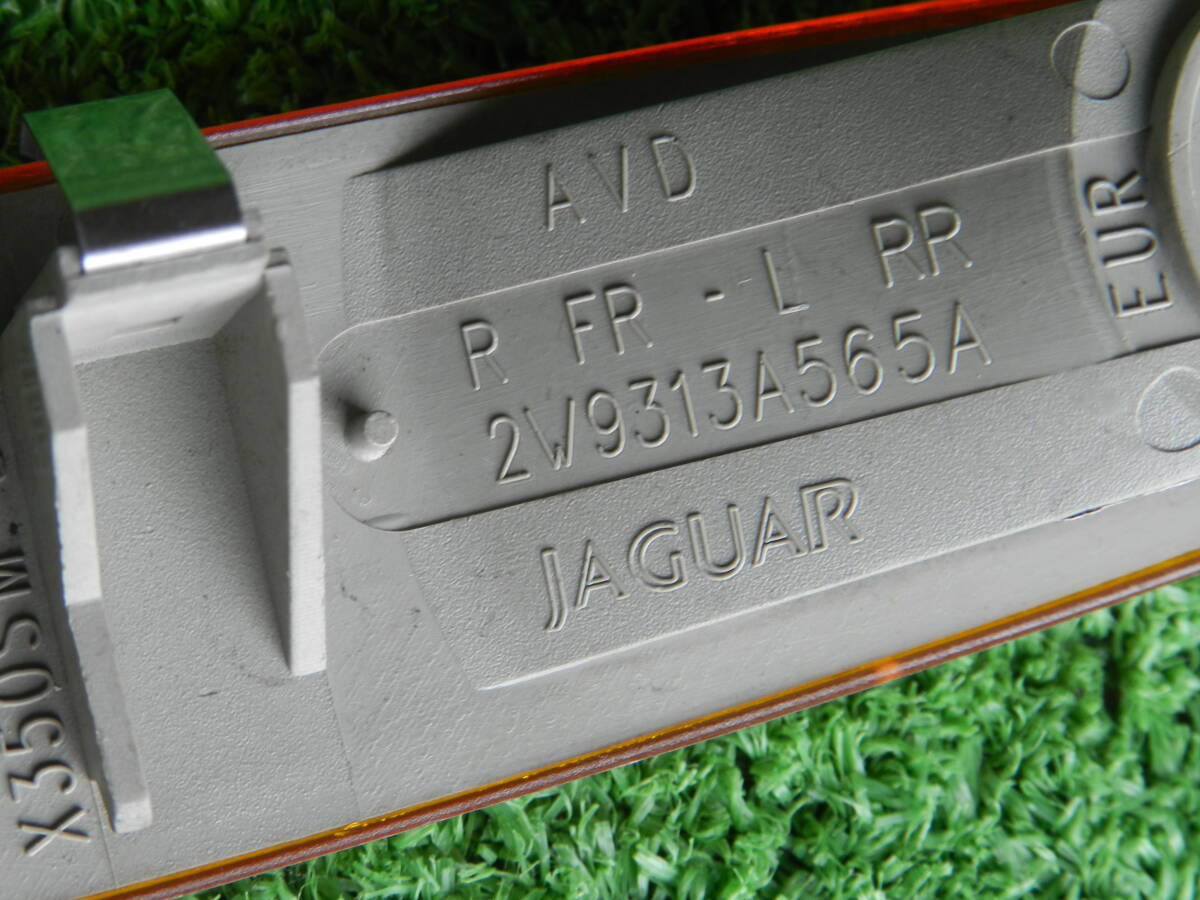 AVD
R FR - L RR
2W9313A565A
JAGUAR
EUR
X350SM